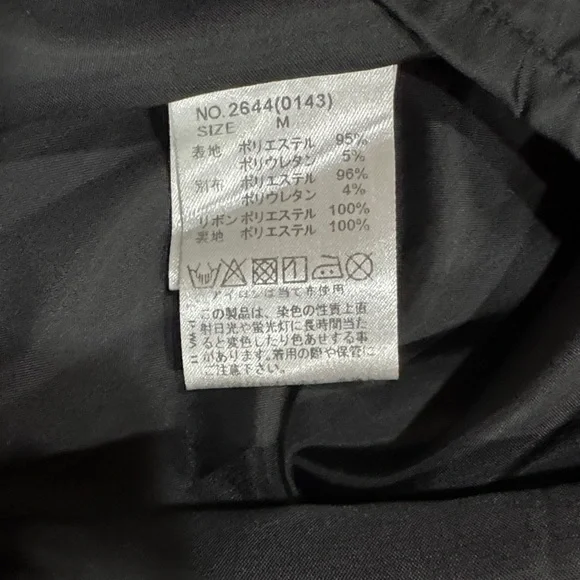 NO.2644(0143)
SIZE M
表地 ポリエステル 95%
ポリウレタン 5%
別布 ポリエステル 96%
ポリウレタン 4%
リボン ポリエステル 100%
裏地 ポリエステル 100%
アイロンは当て布使用
この製品は、染色の性質上直
射日光や蛍光灯に長時間当た
ると変色したり色あせする事
があります。着用の際や保管に
ご注意下さい。